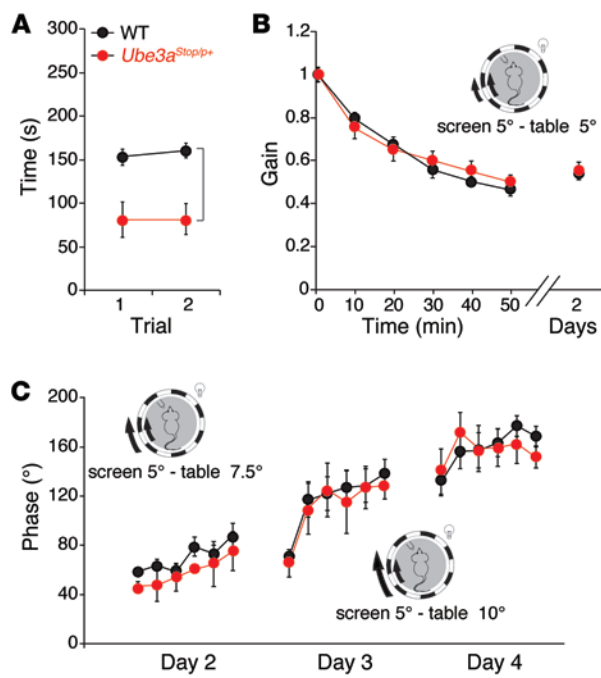 A
WT
Ube3aStop/p+
300
250
200
150
100
50
0
Time (s)
1 2
Trial
B
1.2
1
0.8
0.6
0.4
0.2
0
Gain
screen 5° - table 5°
0 10 20 30 40 50 2
Time (min) Days
C
200
160
120
80
40
0
Phase (°)
screen 5° - table 7.5°
screen 5° - table 10°
Day 2 Day 3 Day 4